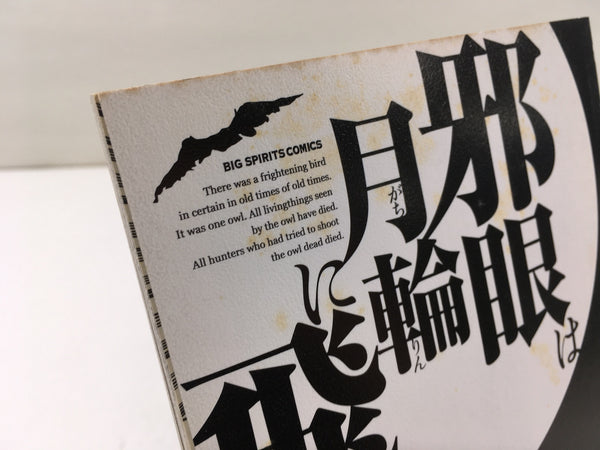 BIG SPIRITS COMICS
There was a frightening bird
in certain in old times of old times.
It was one owl. All livingthings seen
by the owl have died.
All hunters who had tried to shoot
the owl dead died.
邪眼は
月輪に飛
がちりん